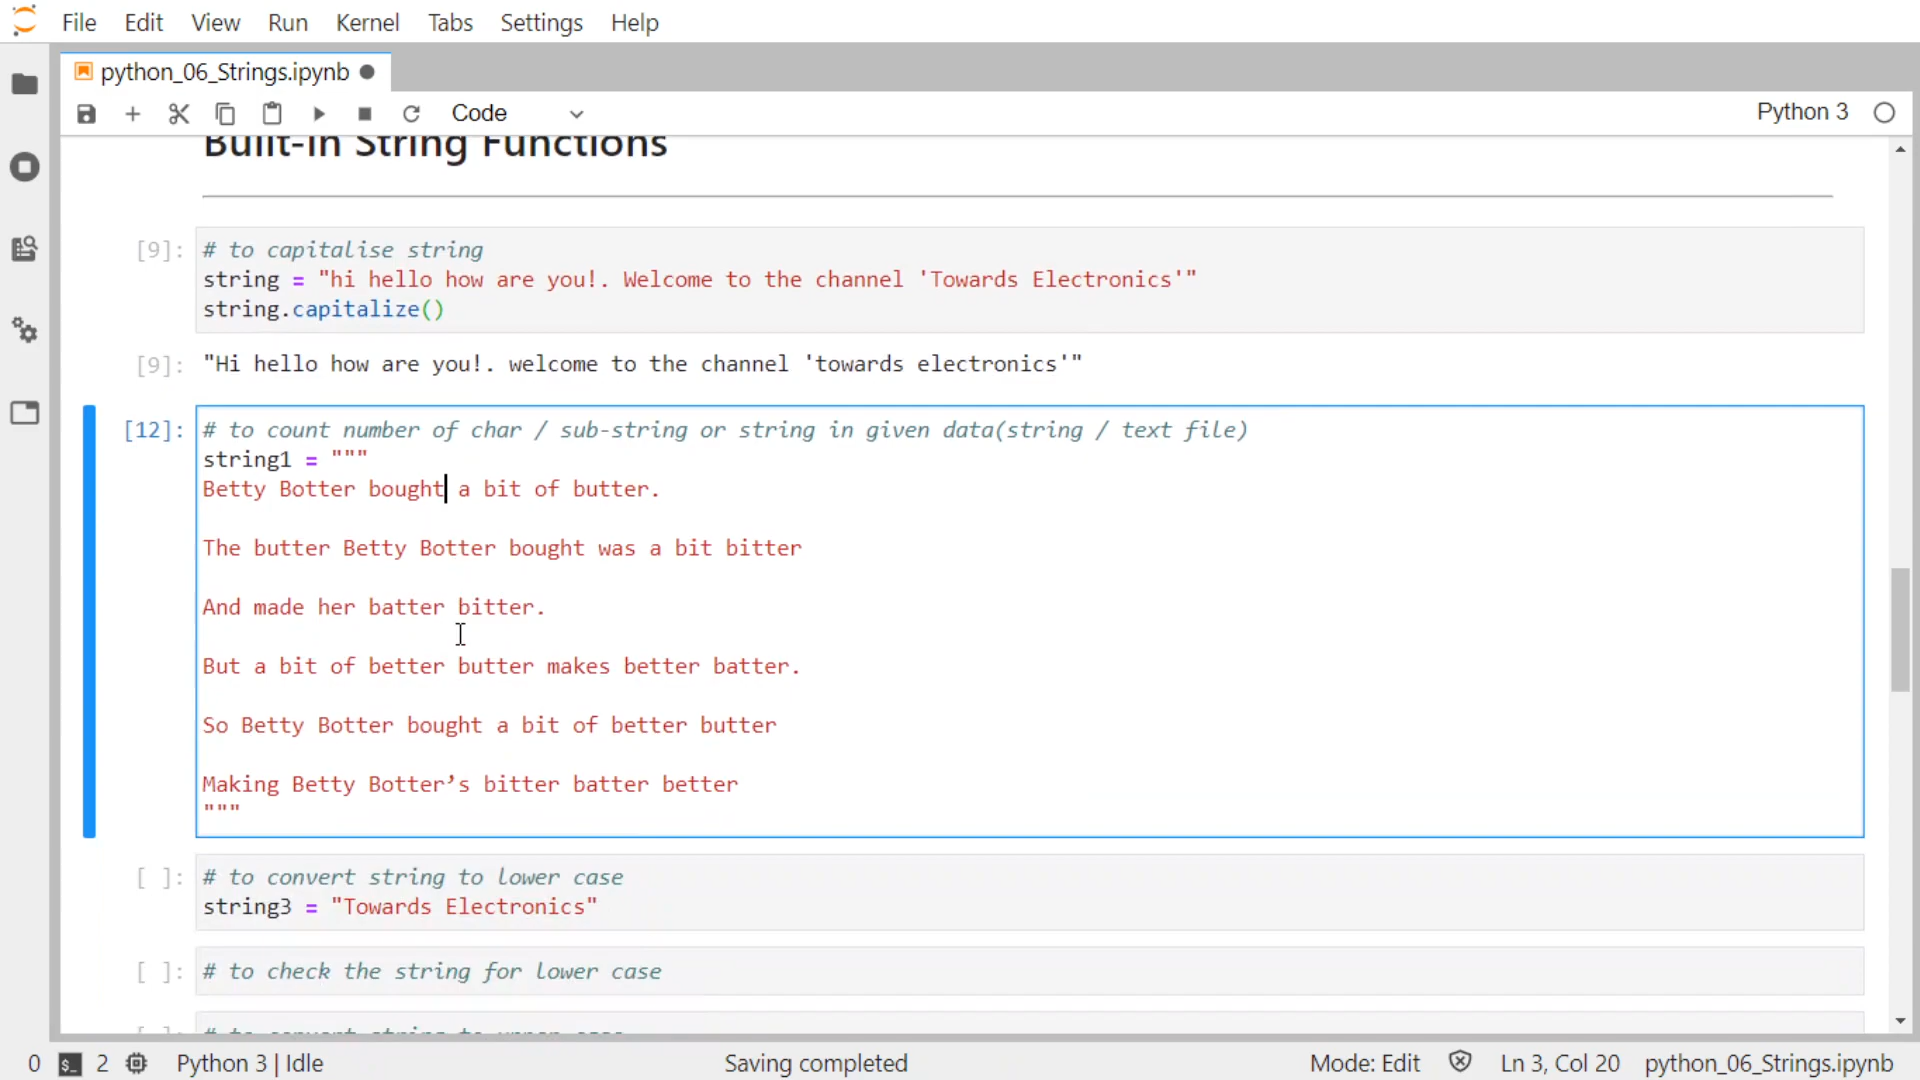 File Edit View Run Kernel Tabs Settings Help
python_06_Strings.ipynb
Code
Python 3
Built-in String Functions
[9]: # to capitalise string
string = "hi hello how are you!. Welcome to the channel 'Towards Electronics'"
string.capitalize()
[9]: "Hi hello how are you!. welcome to the channel 'towards electronics'"
[12]: # to count number of char / sub-string or string in given data(string / text file)
string1 = """
Betty Botter bought a bit of butter.
The butter Betty Botter bought was a bit bitter
And made her batter bitter.
But a bit of better butter makes better batter.
So Betty Botter bought a bit of better butter
Making Betty Botter’s bitter batter better
"""
[ ]: # to convert string to lower case
string3 = "Towards Electronics"
[ ]: # to check the string for lower case
[ ]: # to convert string to upper case
0 $_ 2 Python 3 | Idle Saving completed Mode: Edit Ln 3, Col 20 python_06_Strings.ipynb